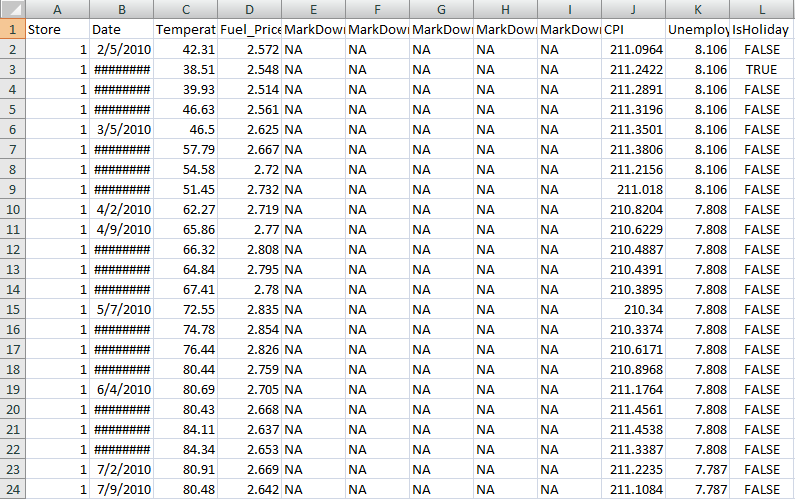 A B C D E F G H I J K L
1 Store Date Temperat Fuel_Price MarkDown MarkDown MarkDown MarkDown MarkDown CPI Unemploy IsHoliday
2 1 2/5/2010 42.31 2.572 NA NA NA NA NA 211.0964 8.106 FALSE
3 1 ######## 38.51 2.548 NA NA NA NA NA 211.2422 8.106 TRUE
4 1 ######## 39.93 2.514 NA NA NA NA NA 211.2891 8.106 FALSE
5 1 ######## 46.63 2.561 NA NA NA NA NA 211.3196 8.106 FALSE
6 1 3/5/2010 46.5 2.625 NA NA NA NA NA 211.3501 8.106 FALSE
7 1 ######## 57.79 2.667 NA NA NA NA NA 211.3806 8.106 FALSE
8 1 ######## 54.58 2.72 NA NA NA NA NA 211.2156 8.106 FALSE
9 1 ######## 51.45 2.732 NA NA NA NA NA 211.018 8.106 FALSE
10 1 4/2/2010 62.27 2.719 NA NA NA NA NA 210.8204 7.808 FALSE
11 1 4/9/2010 65.86 2.77 NA NA NA NA NA 210.6229 7.808 FALSE
12 1 ######## 66.32 2.808 NA NA NA NA NA 210.4887 7.808 FALSE
13 1 ######## 64.84 2.795 NA NA NA NA NA 210.4391 7.808 FALSE
14 1 ######## 67.41 2.78 NA NA NA NA NA 210.3895 7.808 FALSE
15 1 5/7/2010 72.55 2.835 NA NA NA NA NA 210.34 7.808 FALSE
16 1 ######## 74.78 2.854 NA NA NA NA NA 210.3374 7.808 FALSE
17 1 ######## 76.44 2.826 NA NA NA NA NA 210.6171 7.808 FALSE
18 1 ######## 80.44 2.759 NA NA NA NA NA 210.8968 7.808 FALSE
19 1 6/4/2010 80.69 2.705 NA NA NA NA NA 211.1764 7.808 FALSE
20 1 ######## 80.43 2.668 NA NA NA NA NA 211.4561 7.808 FALSE
21 1 ######## 84.11 2.637 NA NA NA NA NA 211.4538 7.808 FALSE
22 1 ######## 84.34 2.653 NA NA NA NA NA 211.3387 7.808 FALSE
23 1 7/2/2010 80.91 2.669 NA NA NA NA NA 211.2235 7.787 FALSE
24 1 7/9/2010 80.48 2.642 NA NA NA NA NA 211.1084 7.787 FALSE